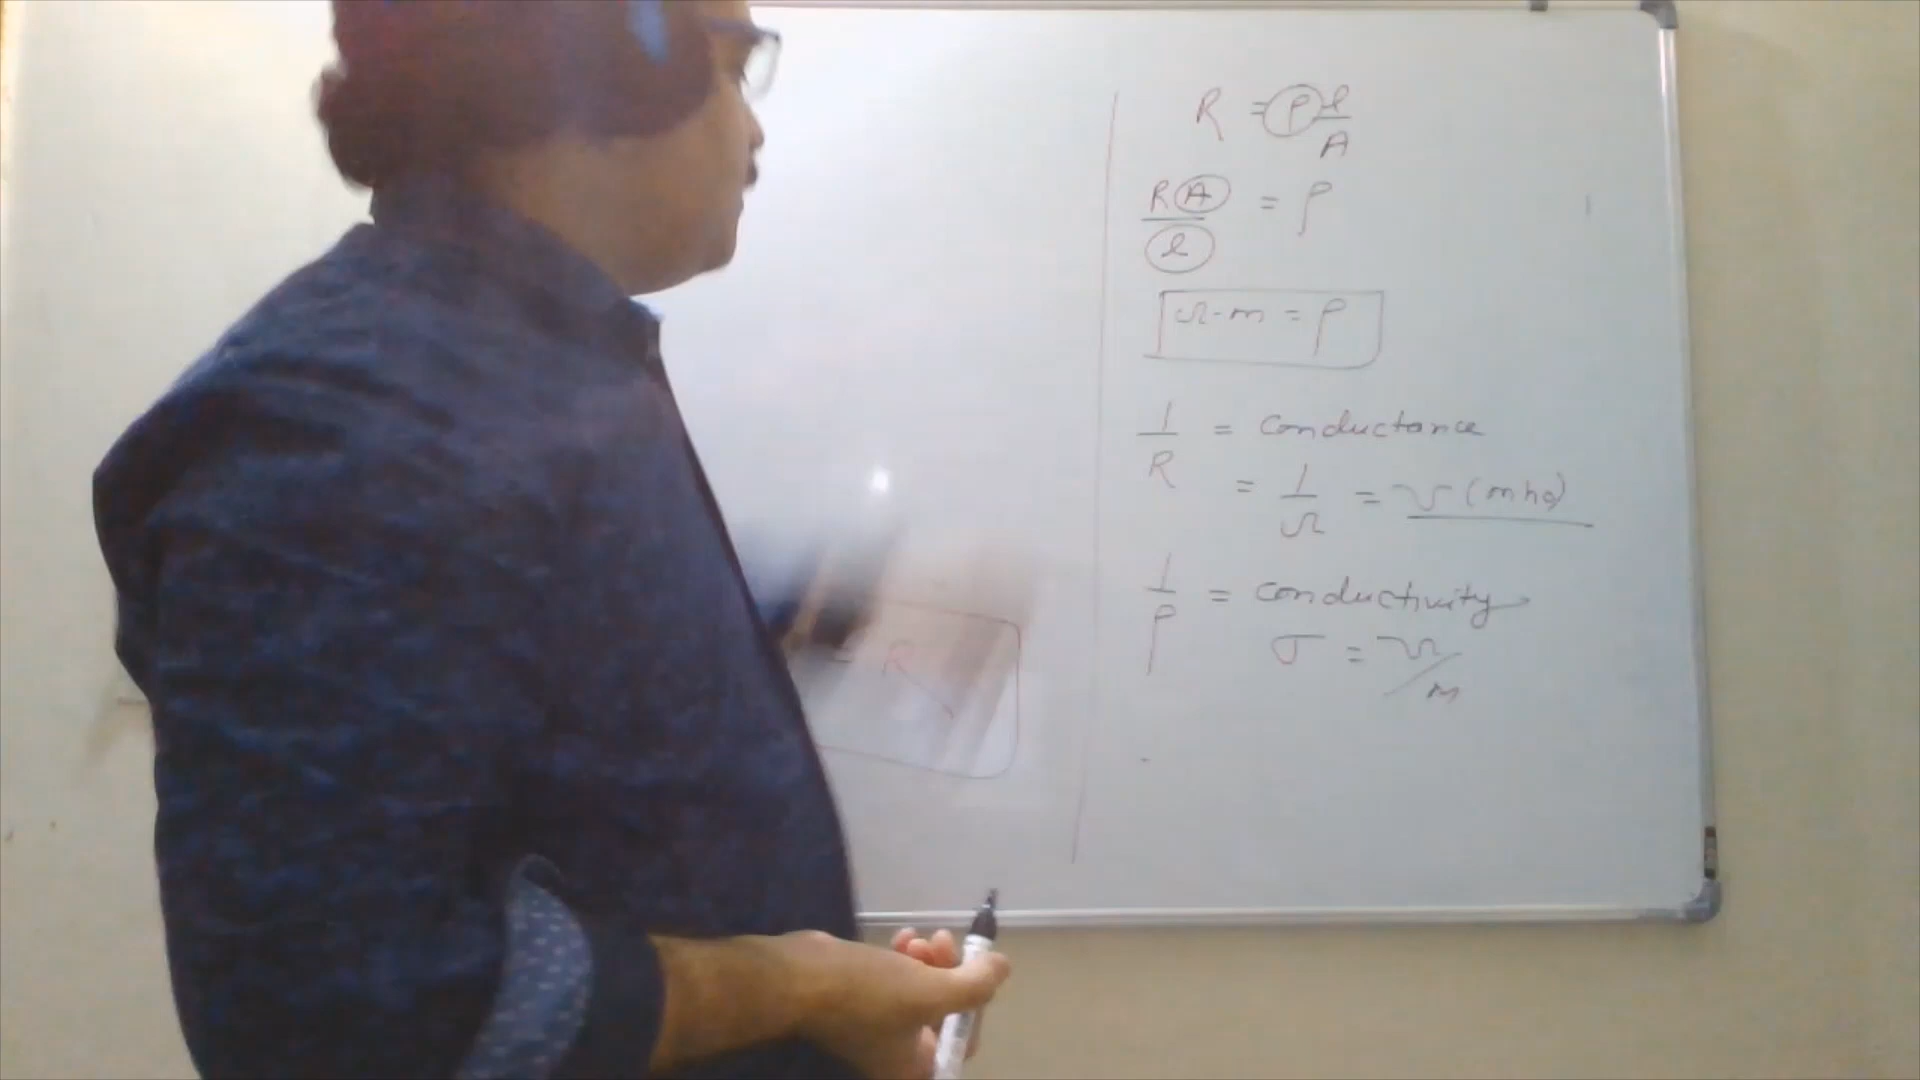 R = ρ l/A
RA/l = ρ
Ω-m = ρ
1/R = conductance
= 1/Ω = ℧ (mho)
1/ρ = conductivity
σ = ℧/m
= R